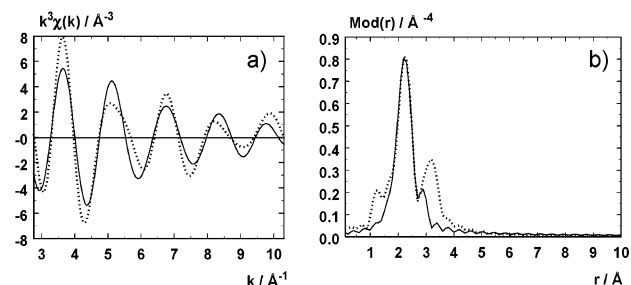 k³χ(k) / Å⁻³
a)
8
6
4
2
-0
-2
-4
-6
-8
3 4 5 6 7 8 9 10
k / Å⁻¹
Mod(r) / Å⁻⁴
b)
0.9
0.8
0.7
0.6
0.5
0.4
0.3
0.2
0.1
0.0
1 2 3 4 5 6 7 8 9 10
r / Å